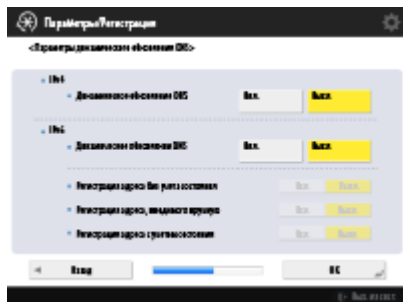 Параметры/Регистрация
<Параметры динамического обновления DNS>
IPv4
Динамическое обновление DNS Вкл. Выкл.
IPv6
Динамическое обновление DNS Вкл. Выкл.
Регистрация адреса без учета состояния Вкл. Выкл.
Регистрация адреса, введенного вручную Вкл. Выкл.
Регистрация адреса с учетом состояния Вкл. Выкл.
Назад OK